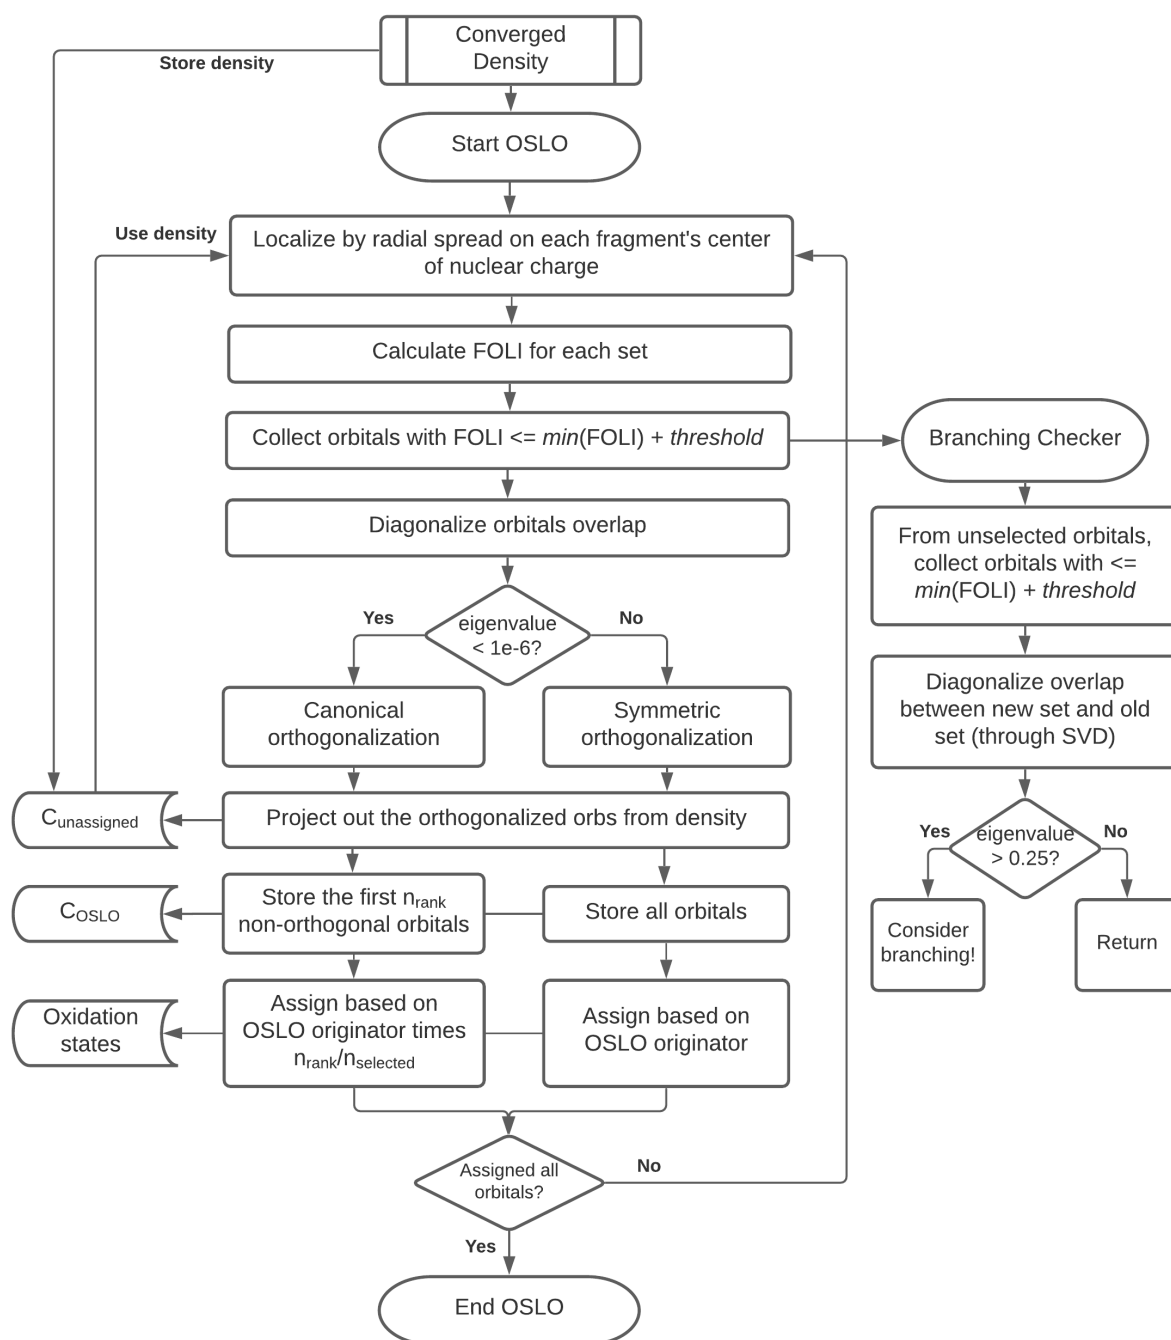 Converged
Density
Store density
Start OSLO
Use density
Localize by radial spread on each fragment's center
of nuclear charge
Calculate FOLI for each set
Collect orbitals with FOLI <= min(FOLI) + threshold
Branching Checker
Diagonalize orbitals overlap
From unselected orbitals,
collect orbitals with <=
min(FOLI) + threshold
Yes
eigenvalue
< 1e-6?
No
Canonical
orthogonalization
Symmetric
orthogonalization
Diagonalize overlap
between new set and old
set (through SVD)
Cunassigned
Project out the orthogonalized orbs from density
Yes
eigenvalue
> 0.25?
No
COSLO
Store the first nrank
non-orthogonal orbitals
Store all orbitals
Consider
branching!
Return
Oxidation
states
Assign based on
OSLO originator times
nrank/nselected
Assign based on
OSLO originator
Assigned all
orbitals?
No
Yes
End OSLO